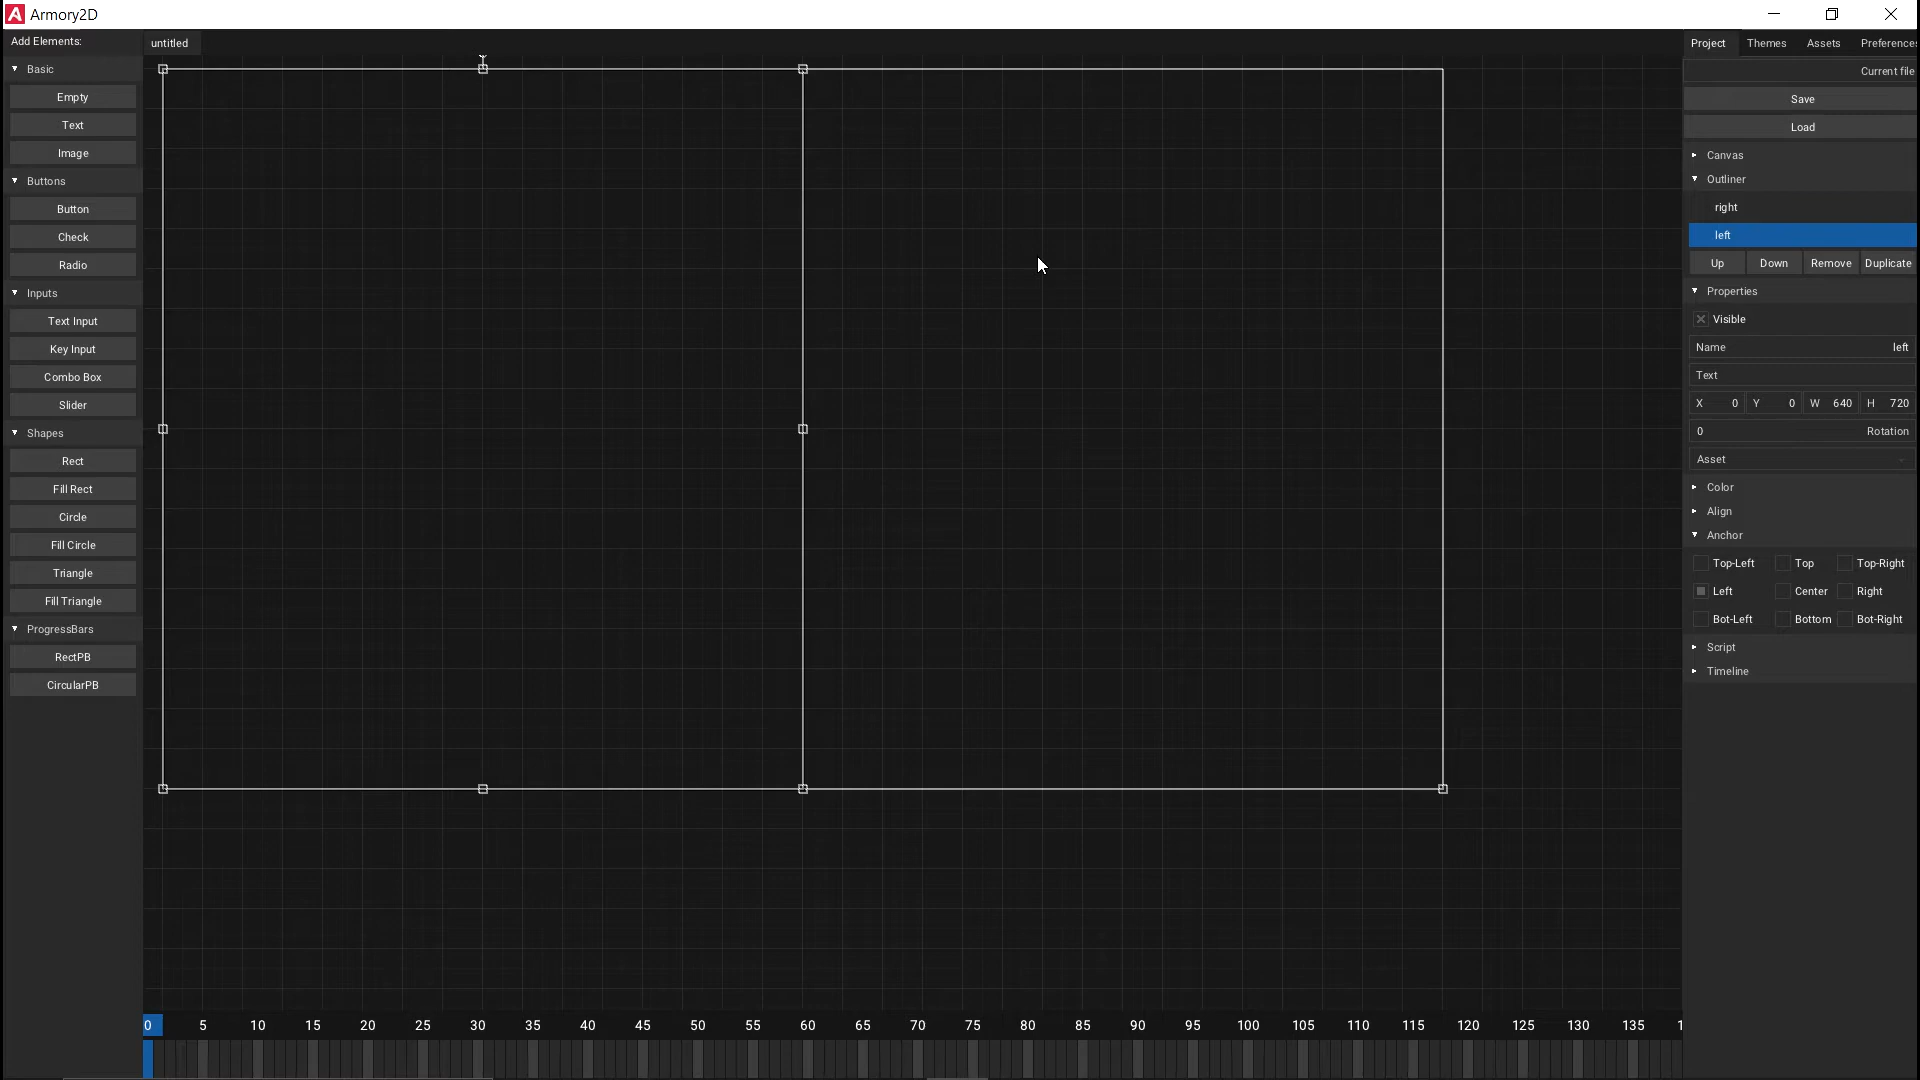 Armory2D
Add Elements:
Basic
Empty
Text
Image
Buttons
Button
Check
Radio
Inputs
Text Input
Key Input
Combo Box
Slider
Shapes
Rect
Fill Rect
Circle
Fill Circle
Triangle
Fill Triangle
ProgressBars
RectPB
CircularPB
untitled
0 5 10 15 20 25 30 35 40 45 50 55 60 65 70 75 80 85 90 95 100 105 110 115 120 125 130 135 1
Project Themes Assets Preferences
Current file
Save
Load
Canvas
Outliner
right
left
Up Down Remove Duplicate
Properties
Visible
Name left
Text
X 0 Y 0 W 640 H 720
0 Rotation
Asset
Color
Align
Anchor
Top-Left Top Top-Right
Left Center Right
Bot-Left Bottom Bot-Right
Script
Timeline